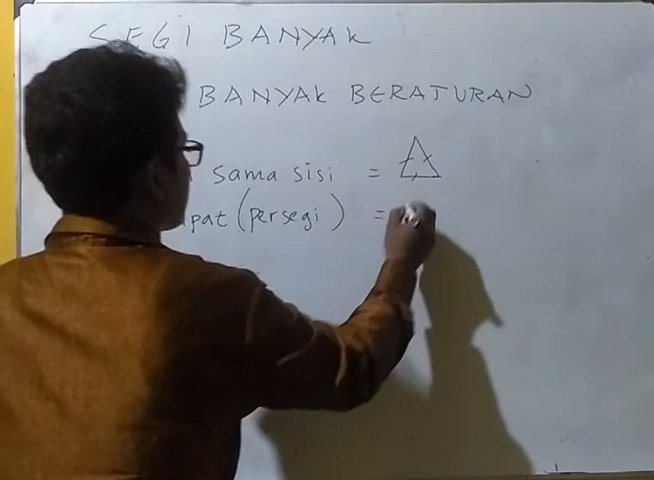 SEGI BANYAK
BANYAK BERATURAN
sama sisi =
pat (persegi) =